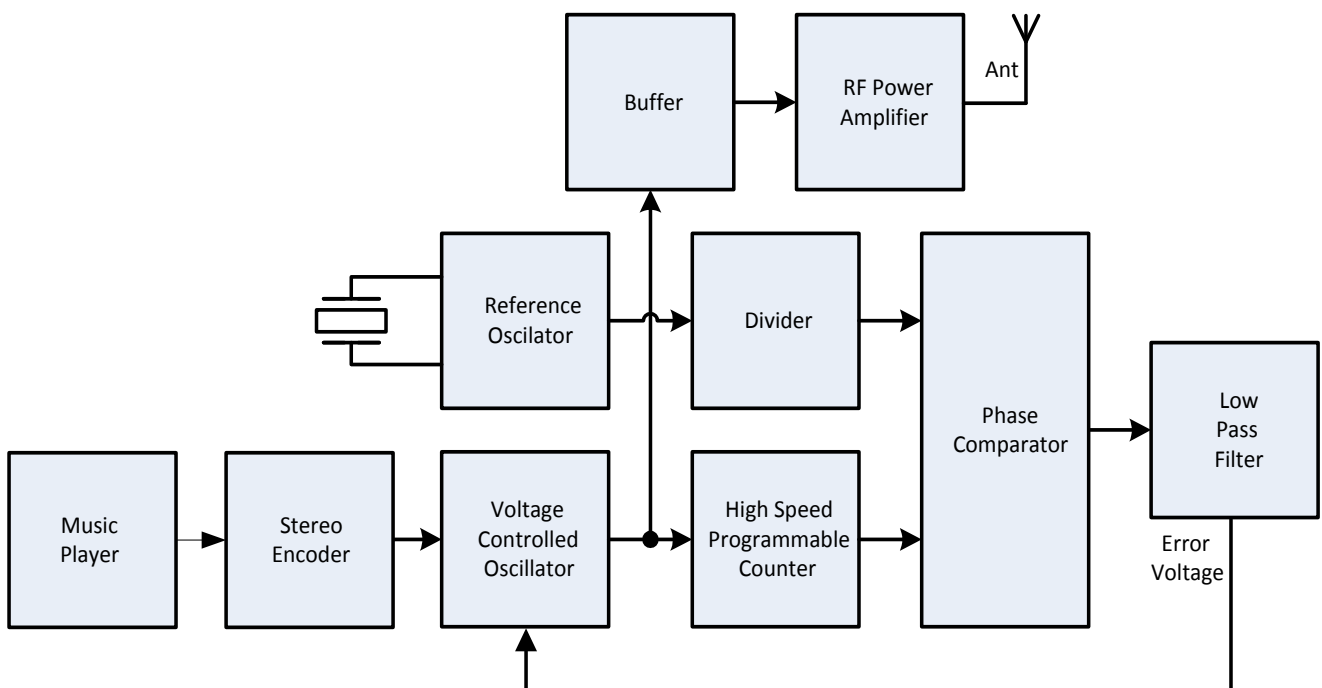 Buffer
RF Power
Amplifier
Ant
Reference
Oscilator
Divider
Phase
Comparator
Low
Pass
Filter
Music
Player
Stereo
Encoder
Voltage
Controlled
Oscillator
High Speed
Programmable
Counter
Error
Voltage